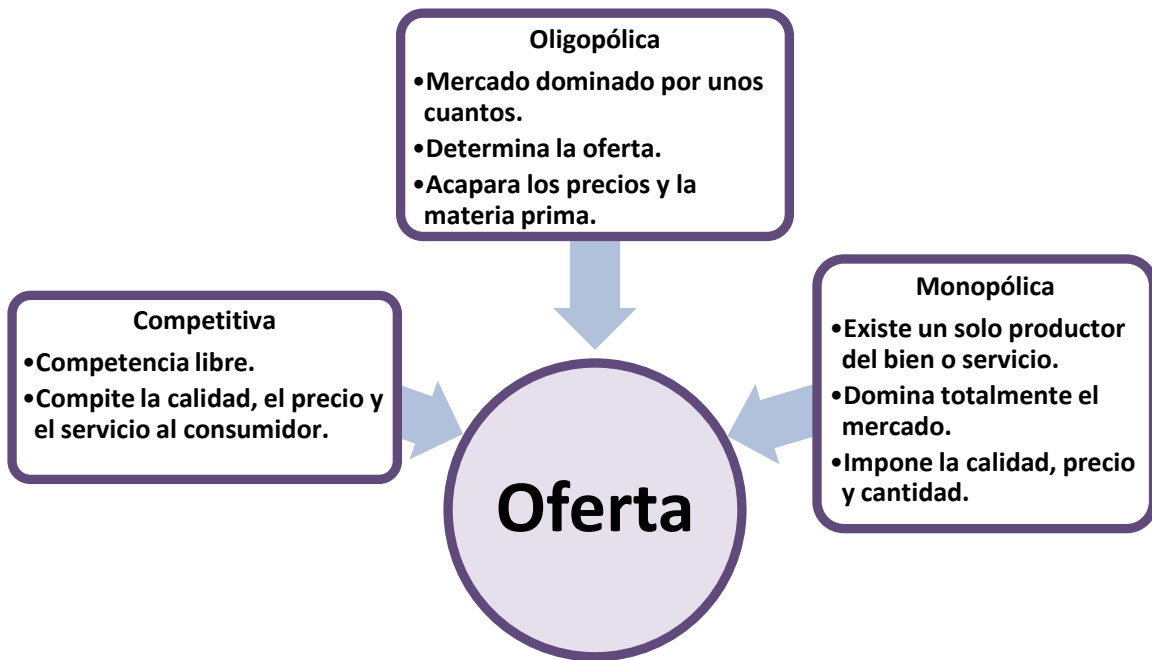 Oligopólica
•Mercado dominado por unos
cuantos.
•Determina la oferta.
•Acapara los precios y la
materia prima.
Competitiva
•Competencia libre.
•Compite la calidad, el precio y
el servicio al consumidor.
Monopólica
•Existe un solo productor
del bien o servicio.
•Domina totalmente el
mercado.
•Impone la calidad, precio
y cantidad.
Oferta